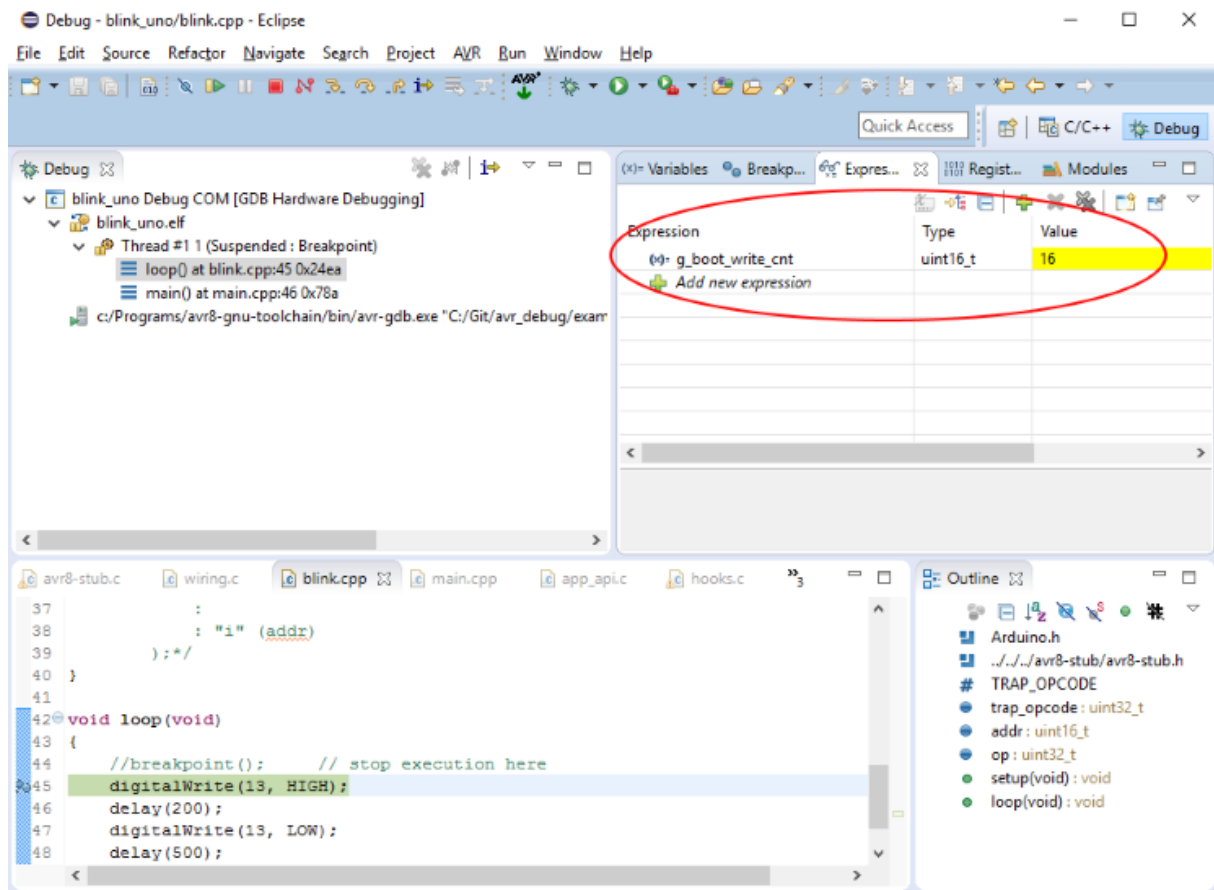 Debug - blink_uno/blink.cpp - Eclipse
File Edit Source Refactor Navigate Search Project AVR Run Window Help
010 AVR
Quick Access C/C++ Debug
Debug
blink_uno Debug COM [GDB Hardware Debugging]
blink_uno.elf
Thread #1 1 (Suspended : Breakpoint)
loop() at blink.cpp:45 0x24ea
main() at main.cpp:46 0x78a
c:/Programs/avr8-gnu-toolchain/bin/avr-gdb.exe "C:/Git/avr_debug/exam
(x)= Variables Breakp... Expres... Regist... Modules
Expression Type Value
(x)= g_boot_write_cnt uint16_t 16
Add new expression
avr8-stub.c wiring.c blink.cpp main.cpp app_api.c hooks.c »3
37 :
38 : "i" (addr)
39 );*/
40 }
41
42 void loop(void)
43 {
44 //breakpoint(); // stop execution here
45 digitalWrite(13, HIGH);
46 delay(200);
47 digitalWrite(13, LOW);
48 delay(500);
Outline
Arduino.h
../../../avr8-stub/avr8-stub.h
# TRAP_OPCODE
trap_opcode : uint32_t
addr : uint16_t
op : uint32_t
setup(void) : void
loop(void) : void